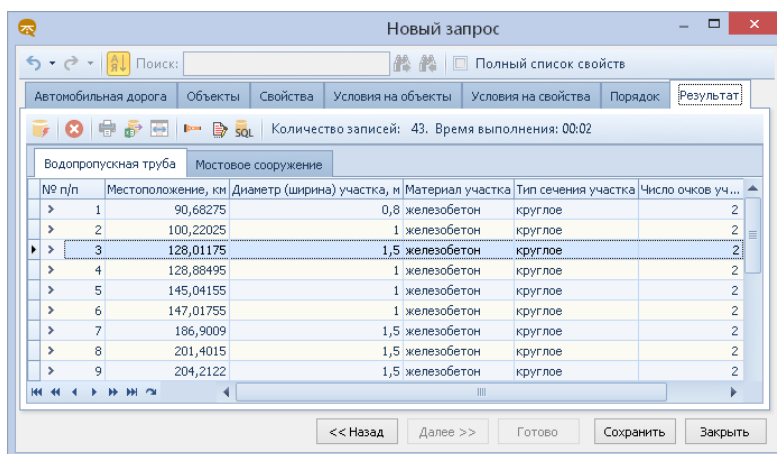 Новый запрос
Поиск: Полный список свойств
Автомобильная дорога Объекты Свойства Условия на объекты Условия на свойства Порядок Результат
SQL Количество записей: 43. Время выполнения: 00:02
Водопропускная труба Мостовое сооружение
№ п/п Местоположение, км Диаметр (ширина) участка, м Материал участка Тип сечения участка Число очков уч...
1 90,68275 0,8 железобетон круглое 2
2 100,22025 1 железобетон круглое 2
3 128,01175 1,5 железобетон круглое 2
4 128,88495 1 железобетон круглое 2
5 145,04155 1 железобетон круглое 2
6 147,01755 1 железобетон круглое 2
7 186,9009 1,5 железобетон круглое 2
8 201,4015 1,5 железобетон круглое 2
9 204,2122 1,5 железобетон круглое 2
<< Назад Далее >> Готово Сохранить Закрыть